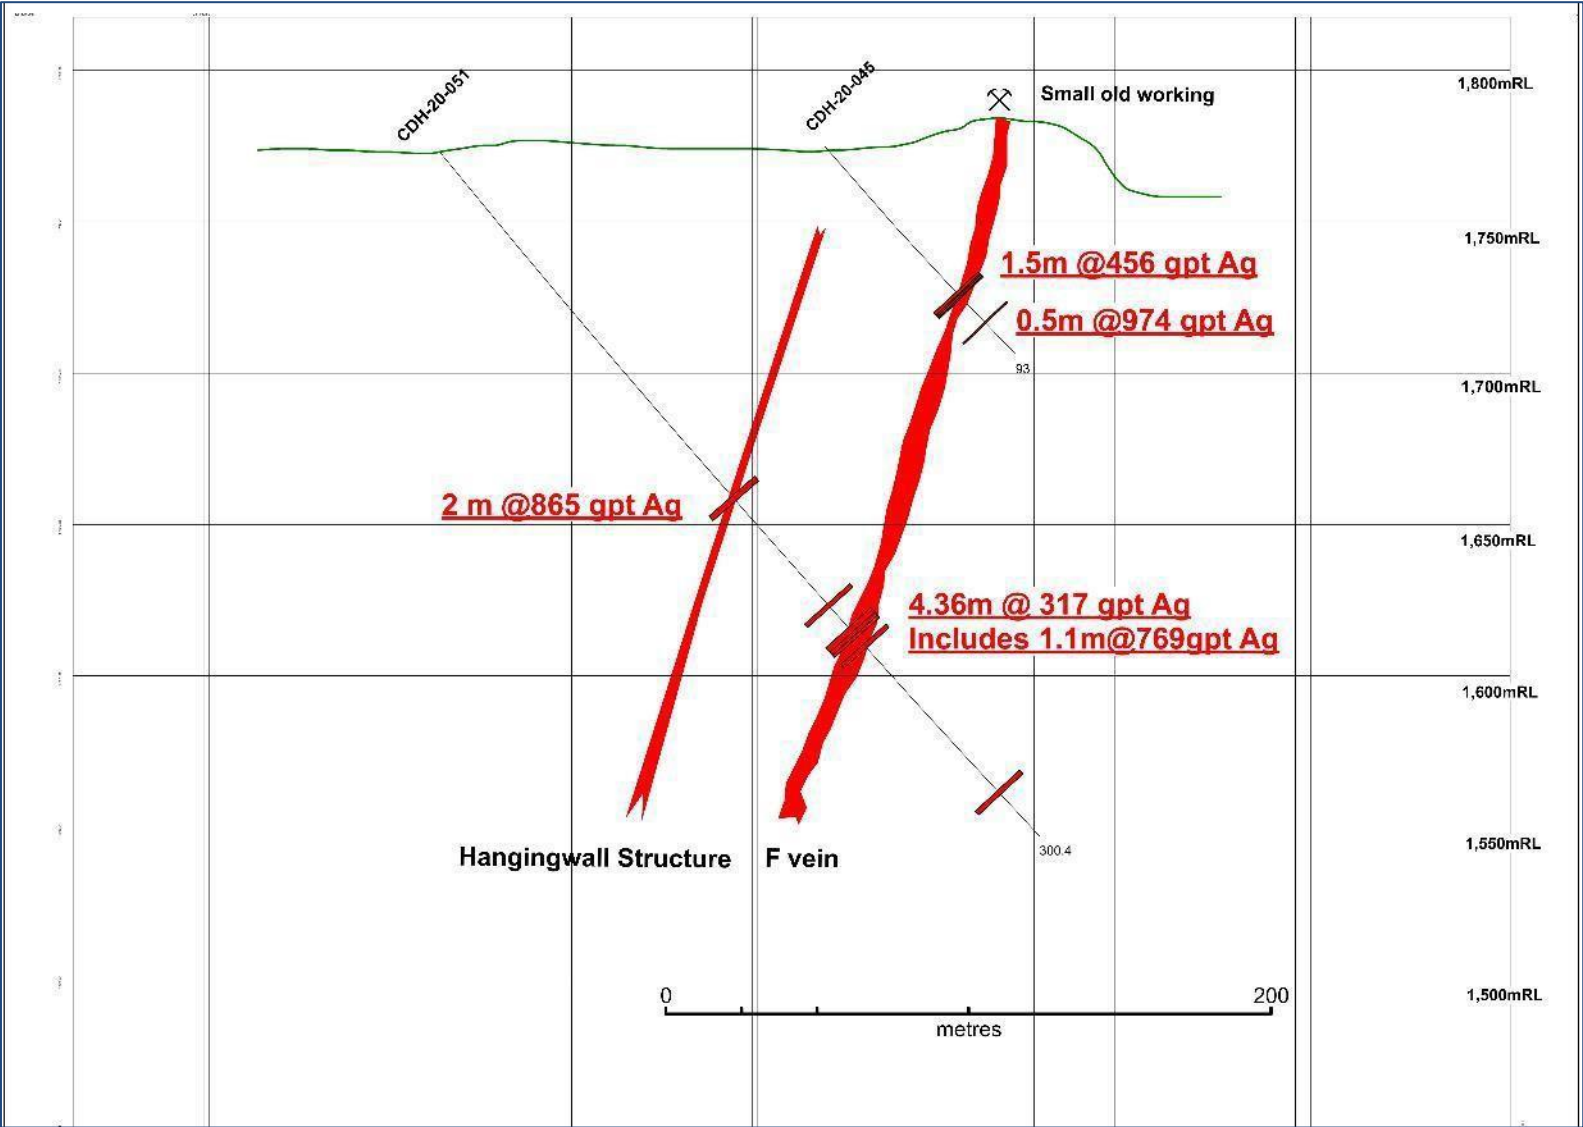 CDH-20-051
CDH-20-045
Small old working
1,800mRL
1,750mRL
1.5m @456 gpt Ag
0.5m @974 gpt Ag
93
1,700mRL
2 m @865 gpt Ag
1,650mRL
4.36m @ 317 gpt Ag
Includes 1.1m@769gpt Ag
1,600mRL
300.4
1,550mRL
Hangingwall Structure
F vein
0
200
1,500mRL
metres